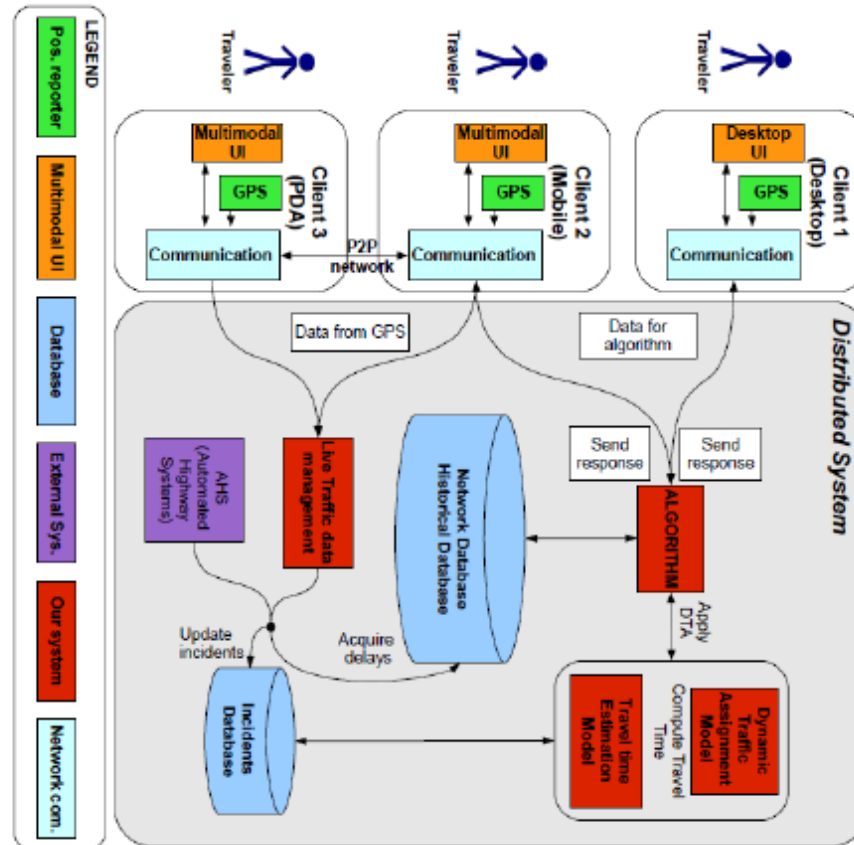 LEGEND
Pos. reporter
Multimodal UI
Database
External Sys.
Our system
Network com.
Traveler
Traveler
Traveler
Multimodal
UI
GPS
Client 3
(PDA)
Communication
P2P
network
Multimodal
UI
GPS
Client 2
(Mobile)
Communication
Desktop
UI
GPS
Client 1
(Desktop)
Communication
Distributed System
Data from GPS
Data for
algorithm
Send
response
Send
response
AHS
(Automated
Highway
Systems)
Live Traffic data
management
Network Database
Historical Database
ALGORITHM
Apply
DTA
Update
incidents
Acquire
delays
Incidents
Database
Travel time
Estimation
Model
Compute Travel
Time
Dynamic
Traffic
Assignment
Model